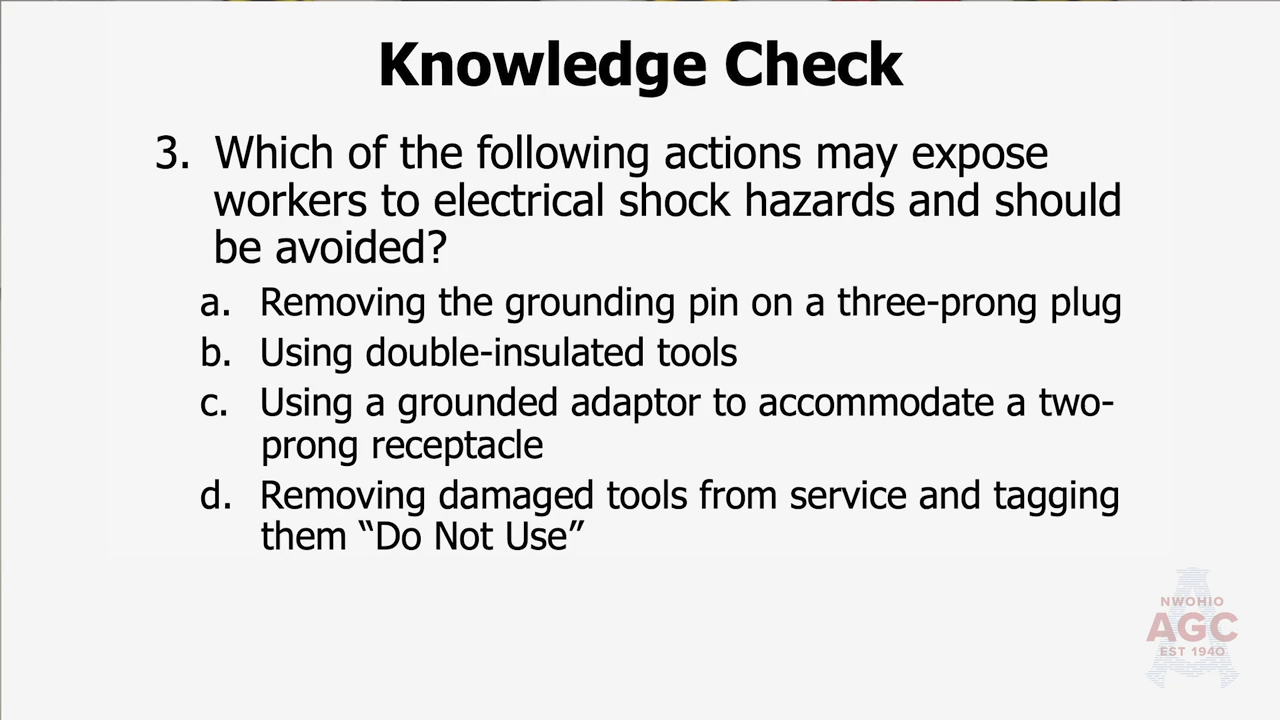 Knowledge Check
3. Which of the following actions may expose
workers to electrical shock hazards and should
be avoided?
a. Removing the grounding pin on a three-prong plug
b. Using double-insulated tools
c. Using a grounded adaptor to accommodate a two-
prong receptacle
d. Removing damaged tools from service and tagging
them “Do Not Use”
NWOHIO
AGC
EST 1940